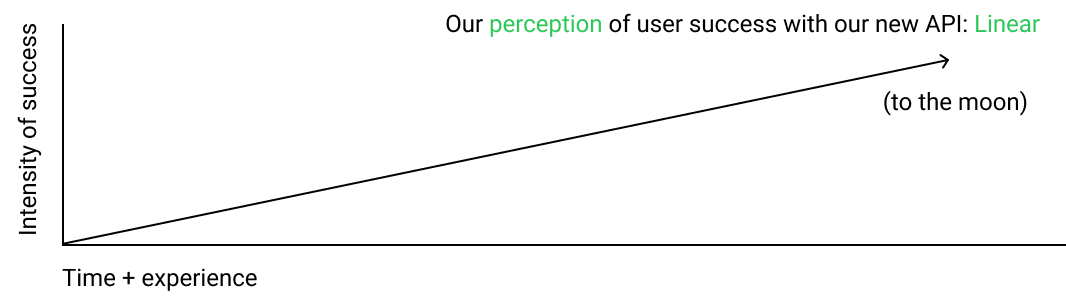 Our perception of user success with our new API: Linear
(to the moon)
Intensity of success
Time + experience